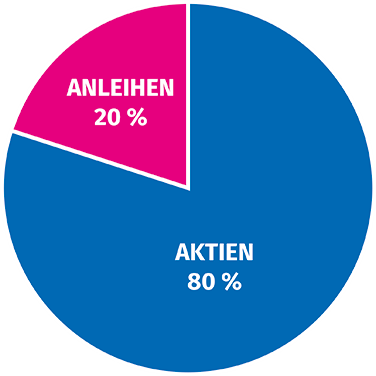 ANLEIHEN
20 %
AKTIEN
80 %